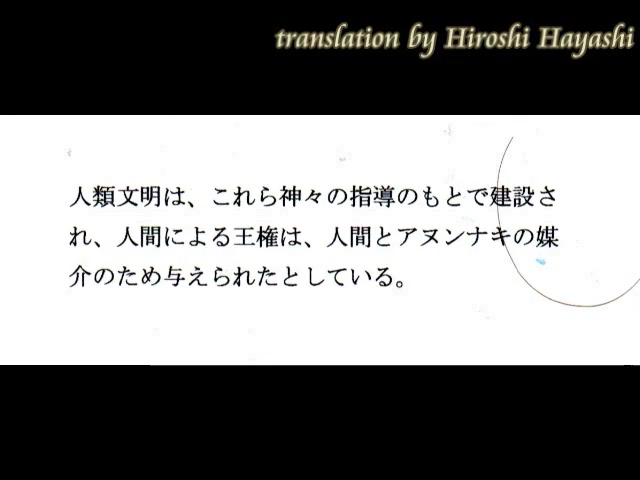 translation by Hiroshi Hayashi
人類文明は、これら神々の指導のもとで建設さ
れ、人間による王権は、人間とアヌンナキの媒
介のため与えられたとしている。